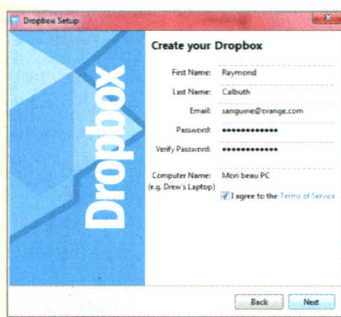 Dropbox Setup
Dropbox
Create your Dropbox
First Name: Raymond
Last Name: Calbuth
Email: sanguine@orange.com
Password: ••••••••••••
Verify Password: ••••••••••••
Computer Name: Mon beau PC
(e.g. Drew's Laptop)
I agree to the Terms of Service
Back Next